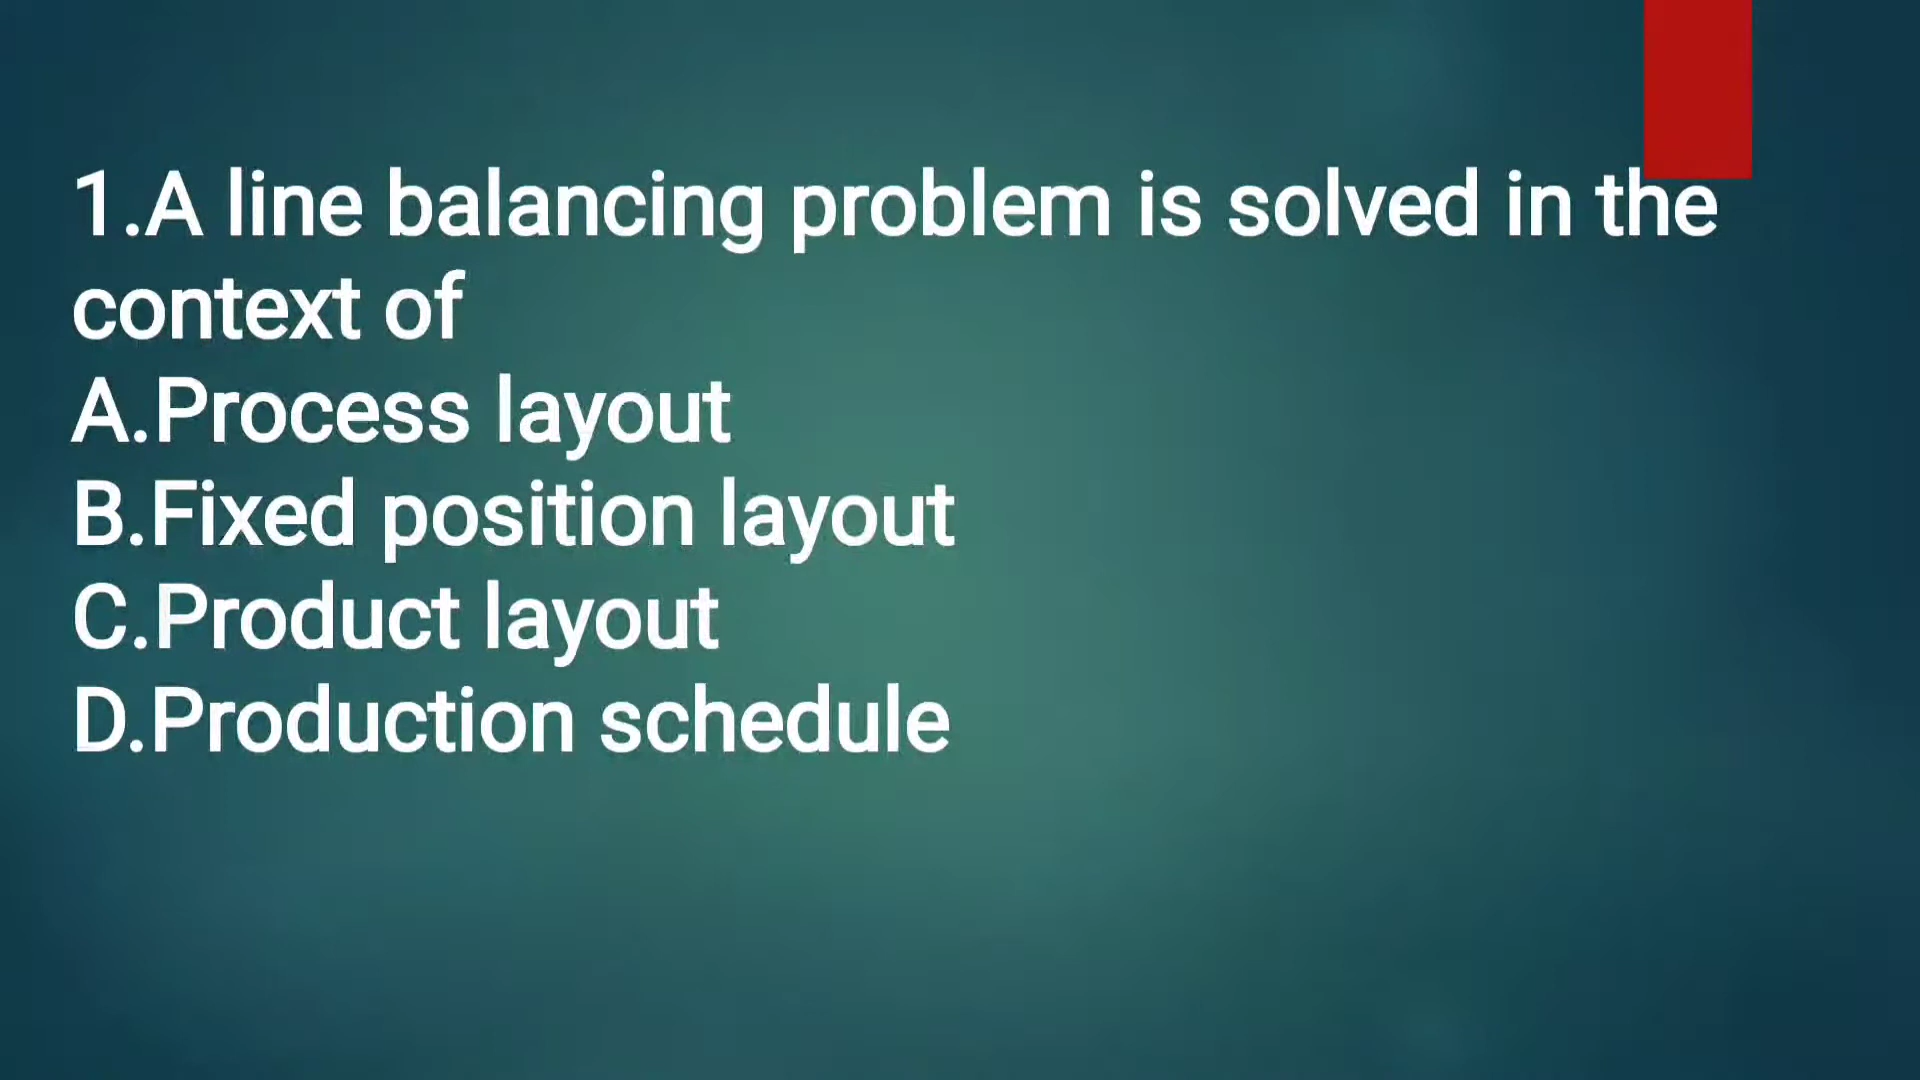 1.A line balancing problem is solved in the
context of
A.Process layout
B.Fixed position layout
C.Product layout
D.Production schedule